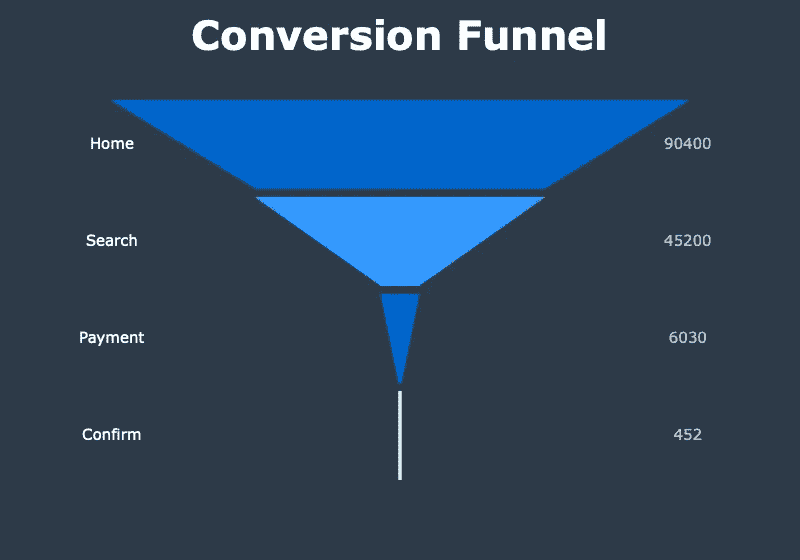 Conversion Funnel
Home 90400
Search 45200
Payment 6030
Confirm 452